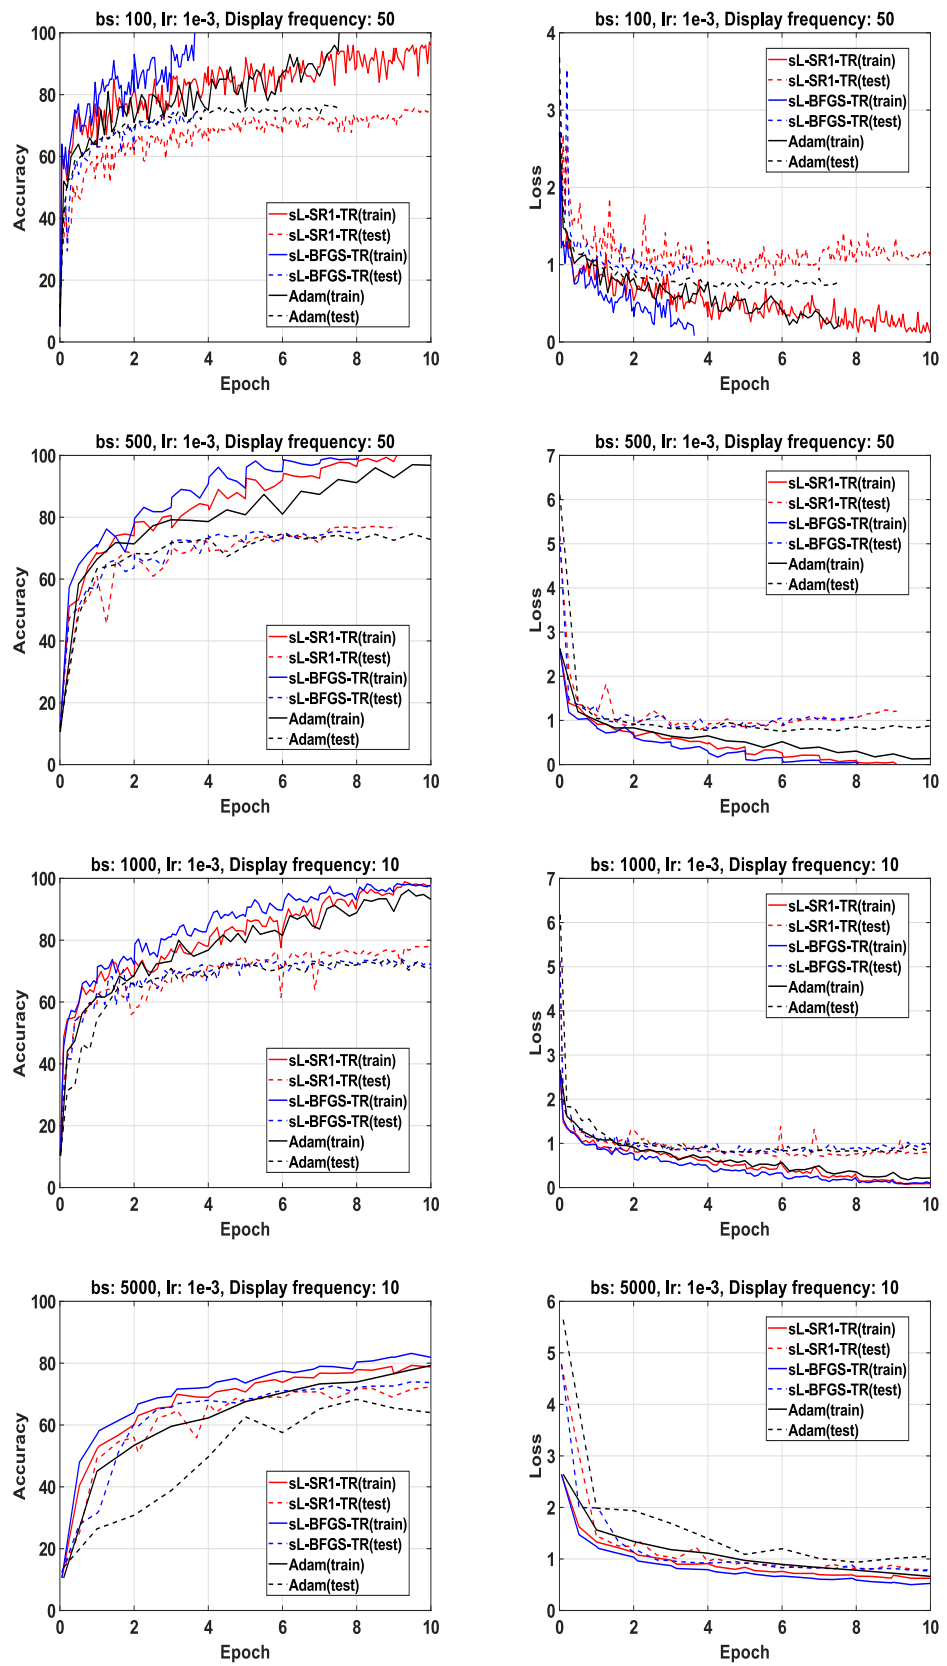 bs: 100, lr: 1e-3, Display frequency: 50
100
80
60
40
20
0
Accuracy
sL-SR1-TR(train)
sL-SR1-TR(test)
sL-BFGS-TR(train)
sL-BFGS-TR(test)
Adam(train)
Adam(test)
0 2 4 6 8 10
Epoch
bs: 100, lr: 1e-3, Display frequency: 50
4
3
2
1
0
Loss
sL-SR1-TR(train)
sL-SR1-TR(test)
sL-BFGS-TR(train)
sL-BFGS-TR(test)
Adam(train)
Adam(test)
0 2 4 6 8 10
Epoch
bs: 500, lr: 1e-3, Display frequency: 50
100
80
60
40
20
0
Accuracy
sL-SR1-TR(train)
sL-SR1-TR(test)
sL-BFGS-TR(train)
sL-BFGS-TR(test)
Adam(train)
Adam(test)
0 2 4 6 8 10
Epoch
bs: 500, lr: 1e-3, Display frequency: 50
7
6
5
4
3
2
1
0
Loss
sL-SR1-TR(train)
sL-SR1-TR(test)
sL-BFGS-TR(train)
sL-BFGS-TR(test)
Adam(train)
Adam(test)
0 2 4 6 8 10
Epoch
bs: 1000, lr: 1e-3, Display frequency: 10
100
80
60
40
20
0
Accuracy
sL-SR1-TR(train)
sL-SR1-TR(test)
sL-BFGS-TR(train)
sL-BFGS-TR(test)
Adam(train)
Adam(test)
0 2 4 6 8 10
Epoch
bs: 1000, lr: 1e-3, Display frequency: 10
7
6
5
4
3
2
1
0
Loss
sL-SR1-TR(train)
sL-SR1-TR(test)
sL-BFGS-TR(train)
sL-BFGS-TR(test)
Adam(train)
Adam(test)
0 2 4 6 8 10
Epoch
bs: 5000, lr: 1e-3, Display frequency: 10
100
80
60
40
20
0
Accuracy
sL-SR1-TR(train)
sL-SR1-TR(test)
sL-BFGS-TR(train)
sL-BFGS-TR(test)
Adam(train)
Adam(test)
0 2 4 6 8 10
Epoch
bs: 5000, lr: 1e-3, Display frequency: 10
6
5
4
3
2
1
0
Loss
sL-SR1-TR(train)
sL-SR1-TR(test)
sL-BFGS-TR(train)
sL-BFGS-TR(test)
Adam(train)
Adam(test)
0 2 4 6 8 10
Epoch